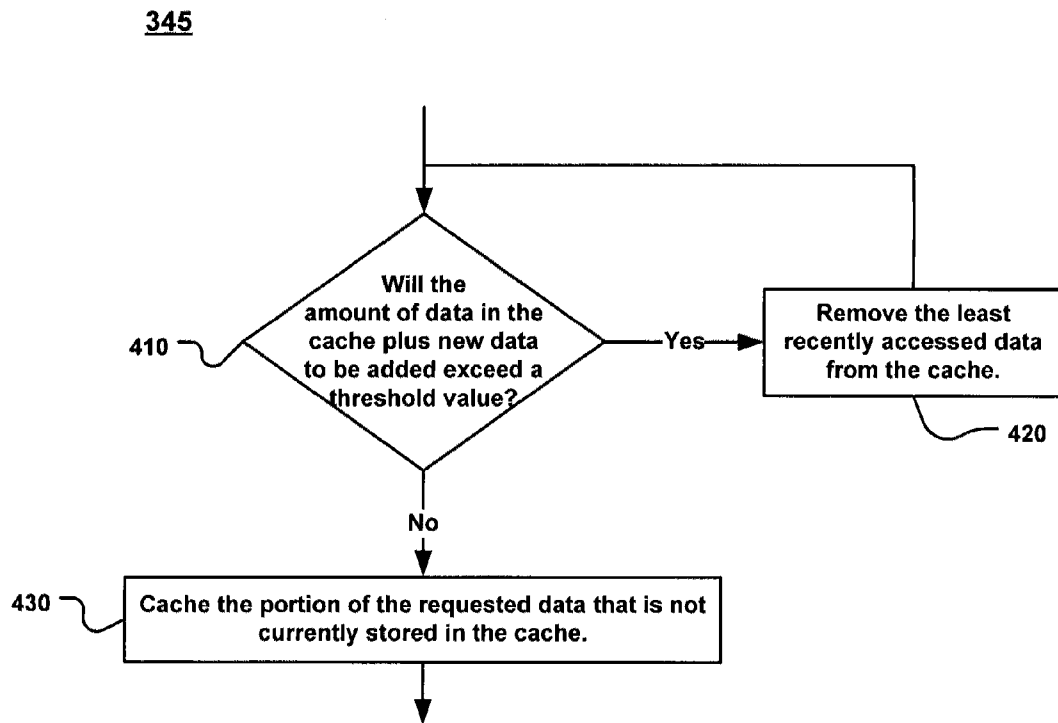 345
Will the
amount of data in the
cache plus new data
to be added exceed a
threshold value?
410
Yes
Remove the least
recently accessed data
from the cache.
420
No
430
Cache the portion of the requested data that is not
currently stored in the cache.